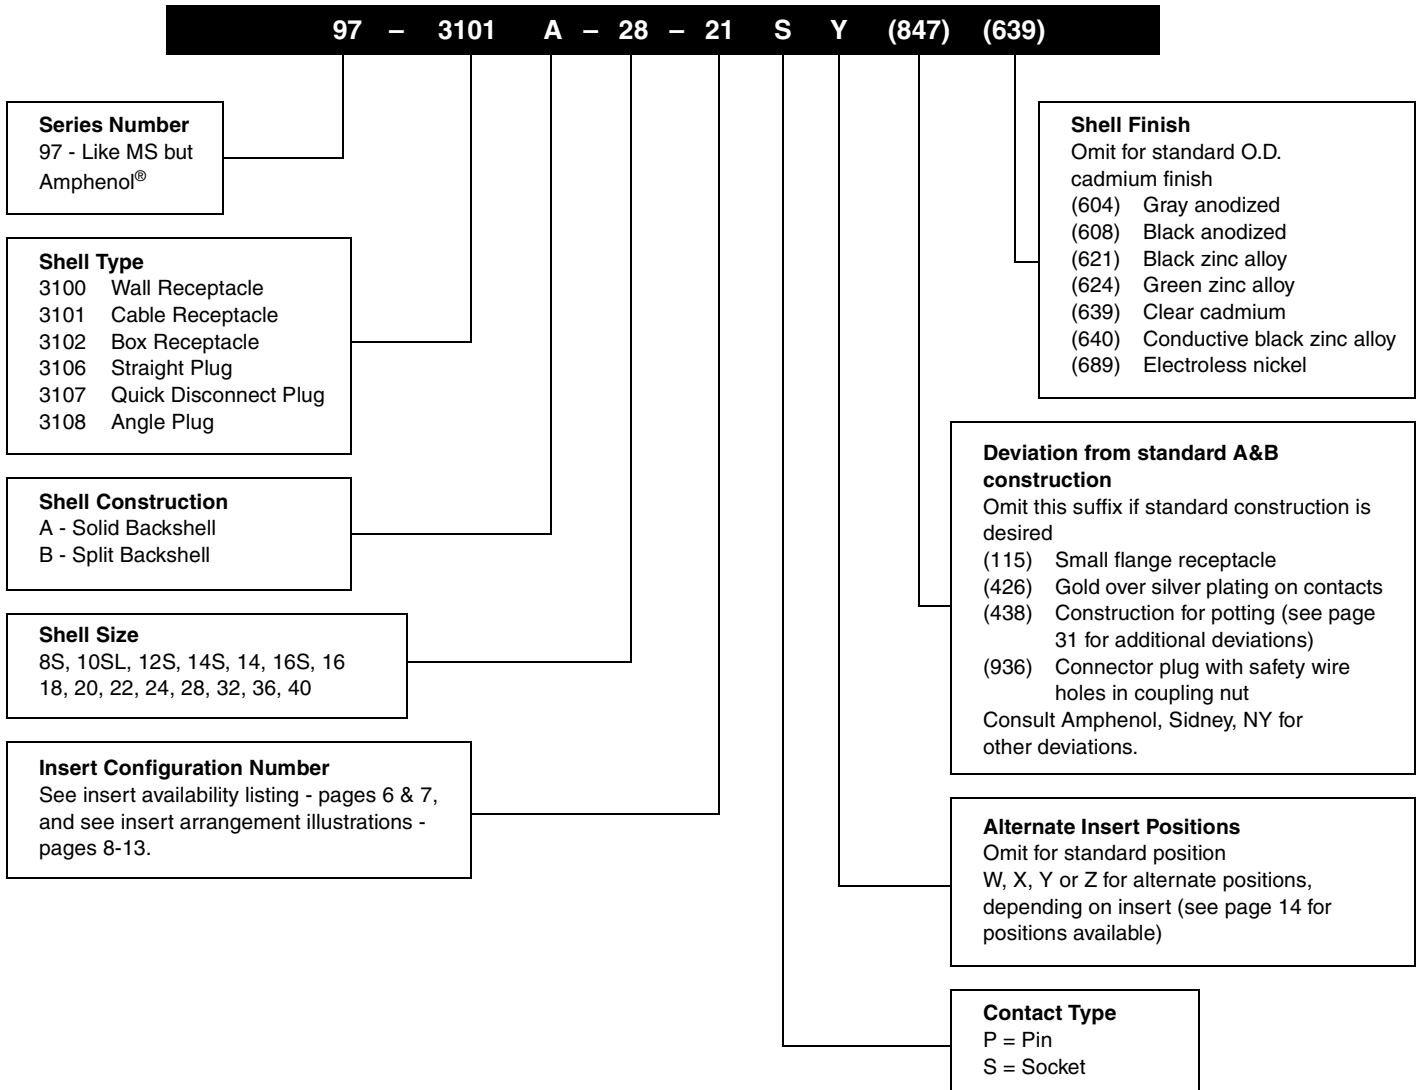 97 – 3101 A – 28 – 21 S Y (847) (639)
Series Number
97 - Like MS but
Amphenol®
Shell Type
3100 Wall Receptacle
3101 Cable Receptacle
3102 Box Receptacle
3106 Straight Plug
3107 Quick Disconnect Plug
3108 Angle Plug
Shell Construction
A - Solid Backshell
B - Split Backshell
Shell Size
8S, 10SL, 12S, 14S, 14, 16S, 16
18, 20, 22, 24, 28, 32, 36, 40
Insert Configuration Number
See insert availability listing - pages 6 & 7,
and see insert arrangement illustrations -
pages 8-13.
Shell Finish
Omit for standard O.D.
cadmium finish
(604) Gray anodized
(608) Black anodized
(621) Black zinc alloy
(624) Green zinc alloy
(639) Clear cadmium
(640) Conductive black zinc alloy
(689) Electroless nickel
Deviation from standard A&B
construction
Omit this suffix if standard construction is
desired
(115) Small flange receptacle
(426) Gold over silver plating on contacts
(438) Construction for potting (see page
31 for additional deviations)
(936) Connector plug with safety wire
holes in coupling nut
Consult Amphenol, Sidney, NY for
other deviations.
Alternate Insert Positions
Omit for standard position
W, X, Y or Z for alternate positions,
depending on insert (see page 14 for
positions available)
Contact Type
P = Pin
S = Socket